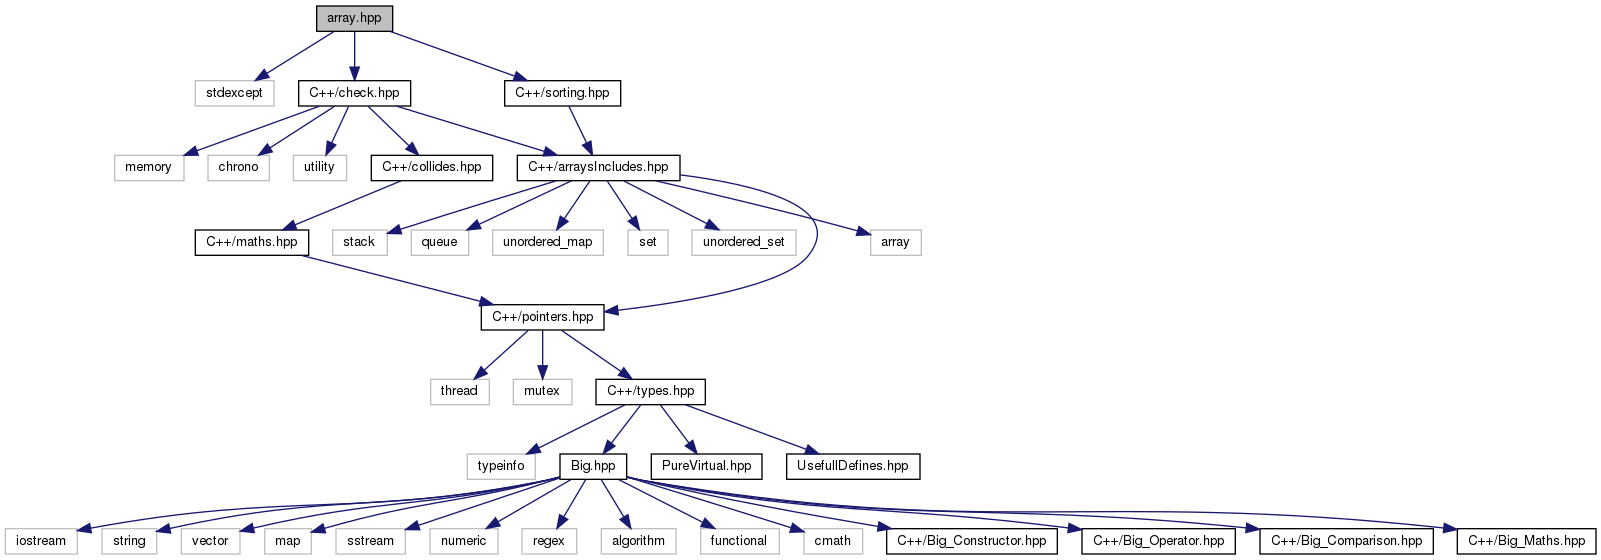 array.hpp
stdexcept
C++/check.hpp
C++/sorting.hpp
memory
chrono
utility
C++/collides.hpp
C++/arraysIncludes.hpp
C++/maths.hpp
stack
queue
unordered_map
set
unordered_set
array
C++/pointers.hpp
thread
mutex
C++/types.hpp
typeinfo
Big.hpp
PureVirtual.hpp
UsefullDefines.hpp
iostream
string
vector
map
sstream
numeric
regex
algorithm
functional
cmath
C++/Big_Constructor.hpp
C++/Big_Operator.hpp
C++/Big_Comparison.hpp
C++/Big_Maths.hpp